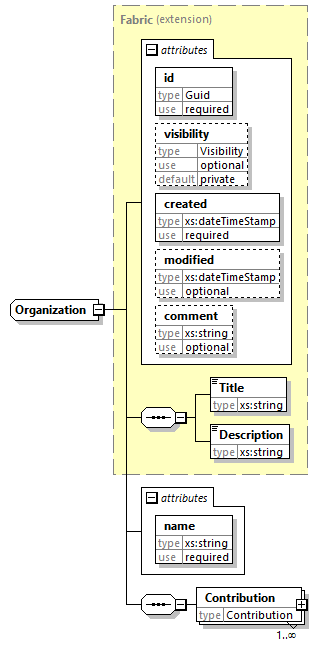 Fabric (extension)
attributes
id
type Guid
use required
visibility
type Visibility
use optional
default private
created
type xs:dateTimeStamp
use required
modified
type xs:dateTimeStamp
use optional
comment
type xs:string
use optional
Organization
Title
type xs:string
Description
type xs:string
attributes
name
type xs:string
use required
Contribution
type Contribution
1..∞